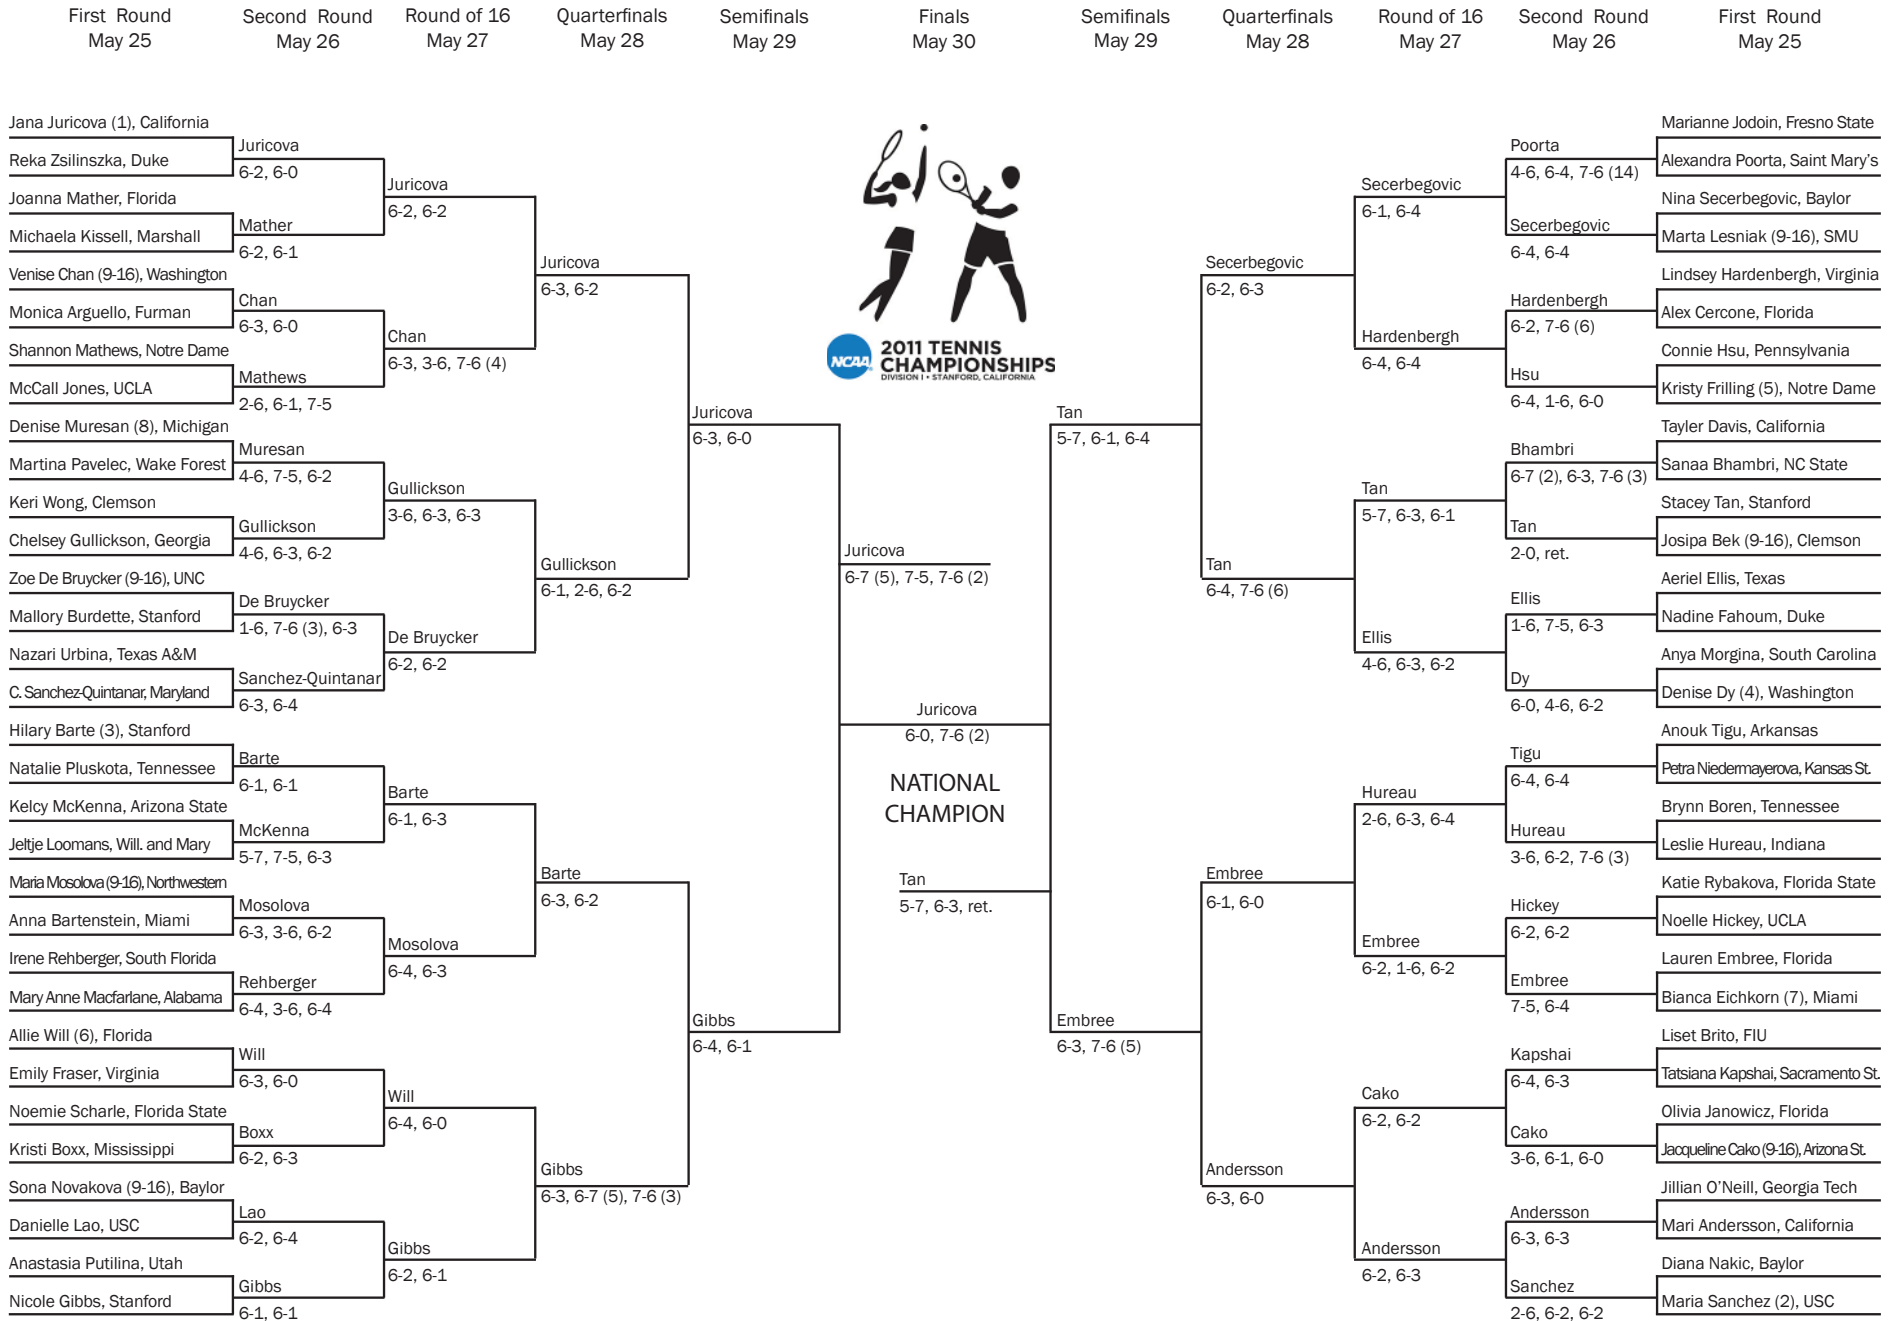 First Round
May 25
Second Round
May 26
Round of 16
May 27
Quarterfinals
May 28
Semifinals
May 29
Finals
May 30
Semifinals
May 29
Quarterfinals
May 28
Round of 16
May 27
Second Round
May 26
First Round
May 25
Jana Juricova (1), California
Reka Zsilinszka, Duke
Joanna Mather, Florida
Michaela Kissell, Marshall
Venise Chan (9-16), Washington
Monica Arguello, Furman
Shannon Mathews, Notre Dame
McCall Jones, UCLA
Denise Muresan (8), Michigan
Martina Pavelec, Wake Forest
Keri Wong, Clemson
Chelsey Gullickson, Georgia
Zoe De Bruycker (9-16), UNC
Mallory Burdette, Stanford
Nazari Urbina, Texas A&M
C. Sanchez-Quintanar, Maryland
Hilary Barte (3), Stanford
Natalie Pluskota, Tennessee
Kelcy McKenna, Arizona State
Jeltje Loomans, Will. and Mary
Maria Mosolova (9-16), Northwestern
Anna Bartenstein, Miami
Irene Rehberger, South Florida
Mary Anne Macfarlane, Alabama
Allie Will (6), Florida
Emily Fraser, Virginia
Noemie Scharle, Florida State
Kristi Boxx, Mississippi
Sona Novakova (9-16), Baylor
Danielle Lao, USC
Anastasia Putilina, Utah
Nicole Gibbs, Stanford
Juricova
6-2, 6-0
Mather
6-2, 6-1
Chan
6-3, 6-0
Mathews
2-6, 6-1, 7-5
Muresan
4-6, 7-5, 6-2
Gullickson
4-6, 6-3, 6-2
De Bruycker
1-6, 7-6 (3), 6-3
Sanchez-Quintanar
6-3, 6-4
Barte
6-1, 6-1
McKenna
5-7, 7-5, 6-3
Mosolova
6-3, 3-6, 6-2
Rehberger
6-4, 3-6, 6-4
Will
6-3, 6-0
Boxx
6-2, 6-3
Lao
6-2, 6-4
Gibbs
6-1, 6-1
Juricova
6-2, 6-2
Chan
6-3, 3-6, 7-6 (4)
Gullickson
3-6, 6-3, 6-3
De Bruycker
6-2, 6-2
Barte
6-1, 6-3
Mosolova
6-4, 6-3
Will
6-4, 6-0
Gibbs
6-2, 6-1
Juricova
6-3, 6-2
Gullickson
6-1, 2-6, 6-2
Barte
6-3, 6-2
Gibbs
6-3, 6-7 (5), 7-6 (3)
Juricova
6-3, 6-0
Gibbs
6-4, 6-1
NCAA
2011 TENNIS
CHAMPIONSHIPS
DIVISION I • STANFORD, CALIFORNIA
Juricova
6-7 (5), 7-5, 7-6 (2)
Juricova
6-0, 7-6 (2)
NATIONAL
CHAMPION
Tan
5-7, 6-3, ret.
Tan
5-7, 6-1, 6-4
Embree
6-3, 7-6 (5)
Secerbegovic
6-2, 6-3
Tan
6-4, 7-6 (6)
Embree
6-1, 6-0
Andersson
6-3, 6-0
Secerbegovic
6-1, 6-4
Hardenbergh
6-4, 6-4
Tan
5-7, 6-3, 6-1
Ellis
4-6, 6-3, 6-2
Hureau
2-6, 6-3, 6-4
Embree
6-2, 1-6, 6-2
Cako
6-2, 6-2
Andersson
6-2, 6-3
Poorta
4-6, 6-4, 7-6 (14)
Secerbegovic
6-4, 6-4
Hardenbergh
6-2, 7-6 (6)
Hsu
6-4, 1-6, 6-0
Bhambri
6-7 (2), 6-3, 7-6 (3)
Tan
2-0, ret.
Ellis
1-6, 7-5, 6-3
Dy
6-0, 4-6, 6-2
Tigu
6-4, 6-4
Hureau
3-6, 6-2, 7-6 (3)
Hickey
6-2, 6-2
Embree
7-5, 6-4
Kapshai
6-4, 6-3
Cako
3-6, 6-1, 6-0
Andersson
6-3, 6-3
Sanchez
2-6, 6-2, 6-2
Marianne Jodoin, Fresno State
Alexandra Poorta, Saint Mary's
Nina Secerbegovic, Baylor
Marta Lesniak (9-16), SMU
Lindsey Hardenbergh, Virginia
Alex Cercone, Florida
Connie Hsu, Pennsylvania
Kristy Frilling (5), Notre Dame
Tayler Davis, California
Sanaa Bhambri, NC State
Stacey Tan, Stanford
Josipa Bek (9-16), Clemson
Aeriel Ellis, Texas
Nadine Fahoum, Duke
Anya Morgina, South Carolina
Denise Dy (4), Washington
Anouk Tigu, Arkansas
Petra Niedermayerova, Kansas St.
Brynn Boren, Tennessee
Leslie Hureau, Indiana
Katie Rybakova, Florida State
Noelle Hickey, UCLA
Lauren Embree, Florida
Bianca Eichkorn (7), Miami
Liset Brito, FIU
Tatsiana Kapshai, Sacramento St.
Olivia Janowicz, Florida
Jacqueline Cako (9-16), Arizona St.
Jillian O'Neill, Georgia Tech
Mari Andersson, California
Diana Nakic, Baylor
Maria Sanchez (2), USC